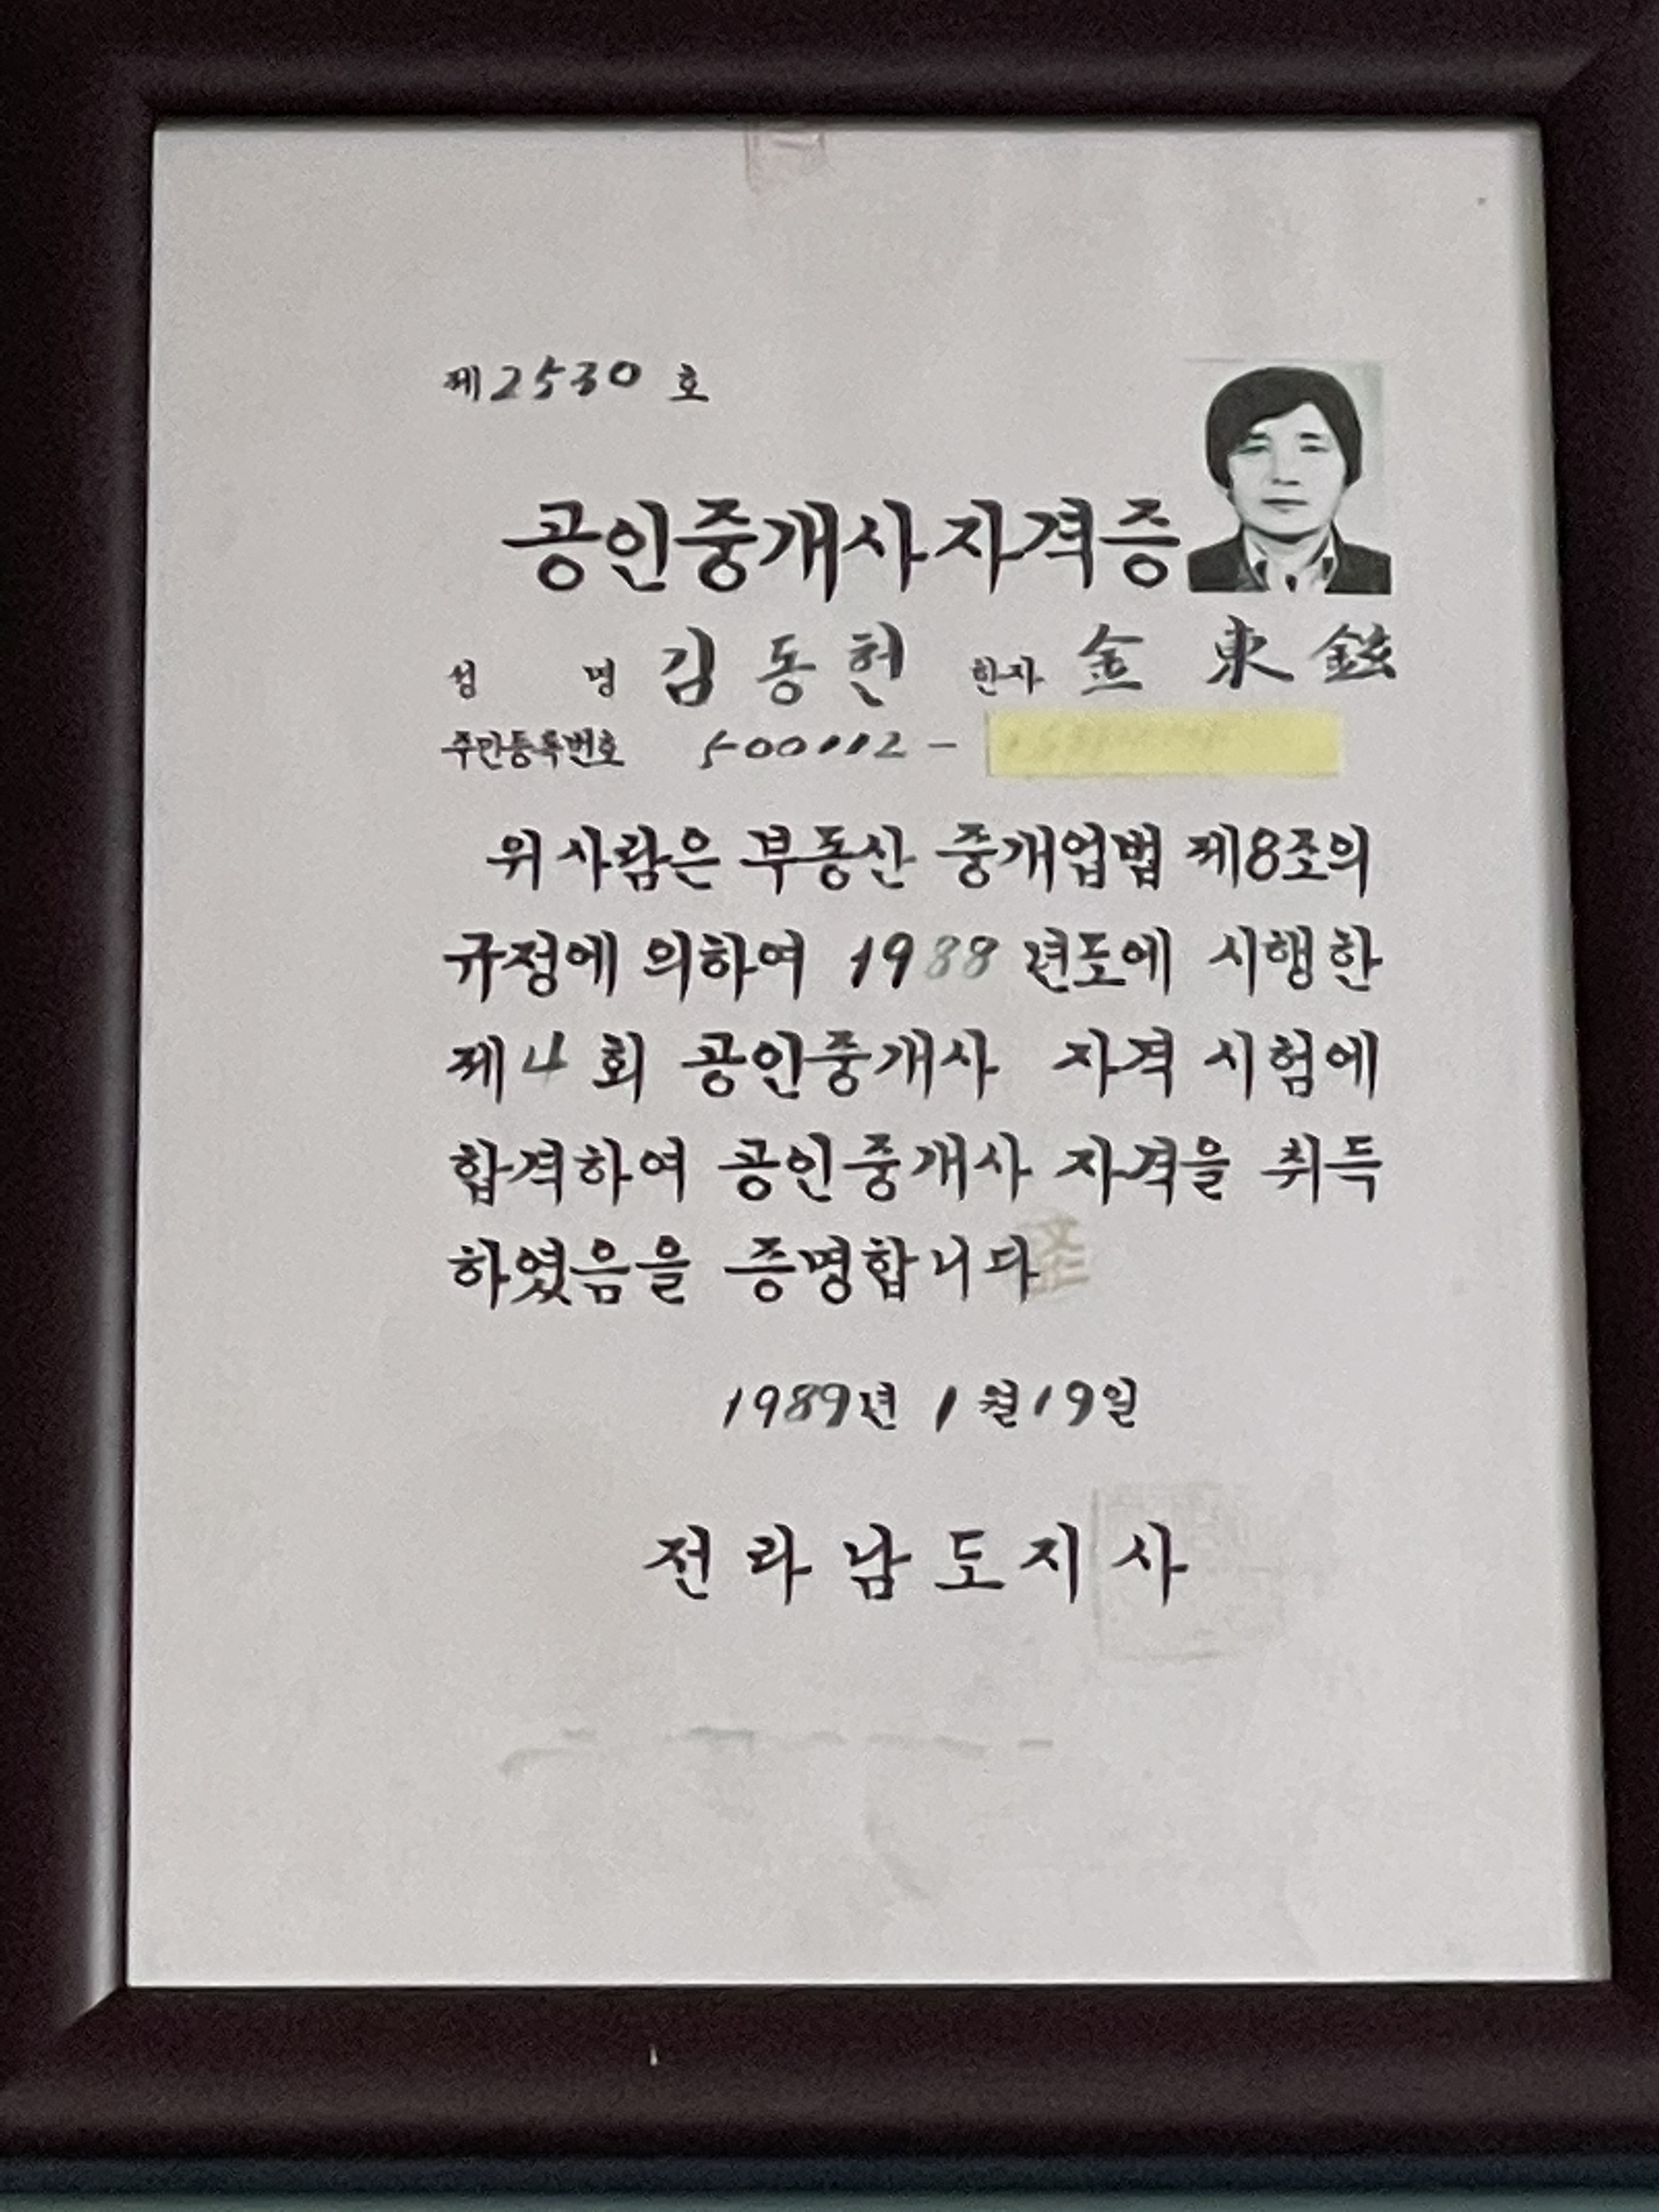 제2530 호
공인중개사자격증
성 명 김 동 현 한자 金 東 鉉
주민등록번호 500112 -
위 사람은 부동산 중개업법 제8조의
규정에 의하여 1988 년도에 시행한
제4회 공인중개사 자격 시험에
합격하여 공인중개사 자격을 취득
하였음을 증명합니다
1989년 1월19일
전라남도지사